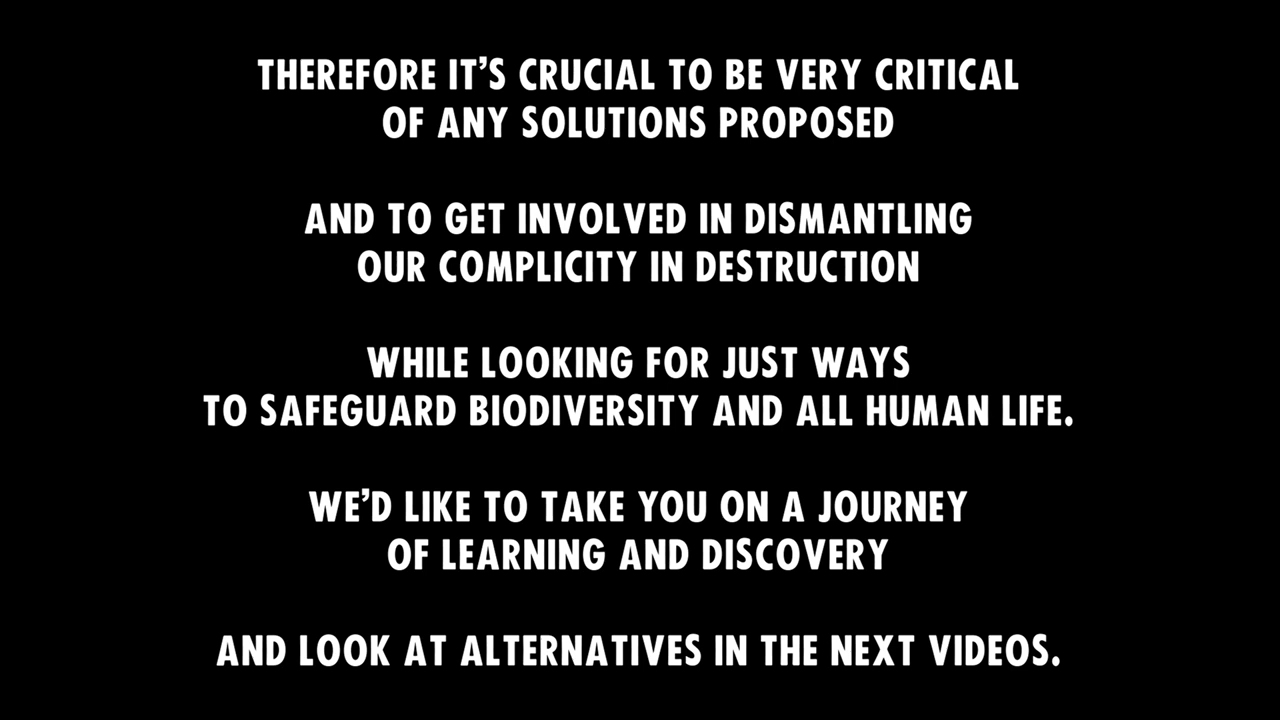 THEREFORE IT'S CRUCIAL TO BE VERY CRITICAL
OF ANY SOLUTIONS PROPOSED
AND TO GET INVOLVED IN DISMANTLING
OUR COMPLICITY IN DESTRUCTION
WHILE LOOKING FOR JUST WAYS
TO SAFEGUARD BIODIVERSITY AND ALL HUMAN LIFE.
WE'D LIKE TO TAKE YOU ON A JOURNEY
OF LEARNING AND DISCOVERY
AND LOOK AT ALTERNATIVES IN THE NEXT VIDEOS.